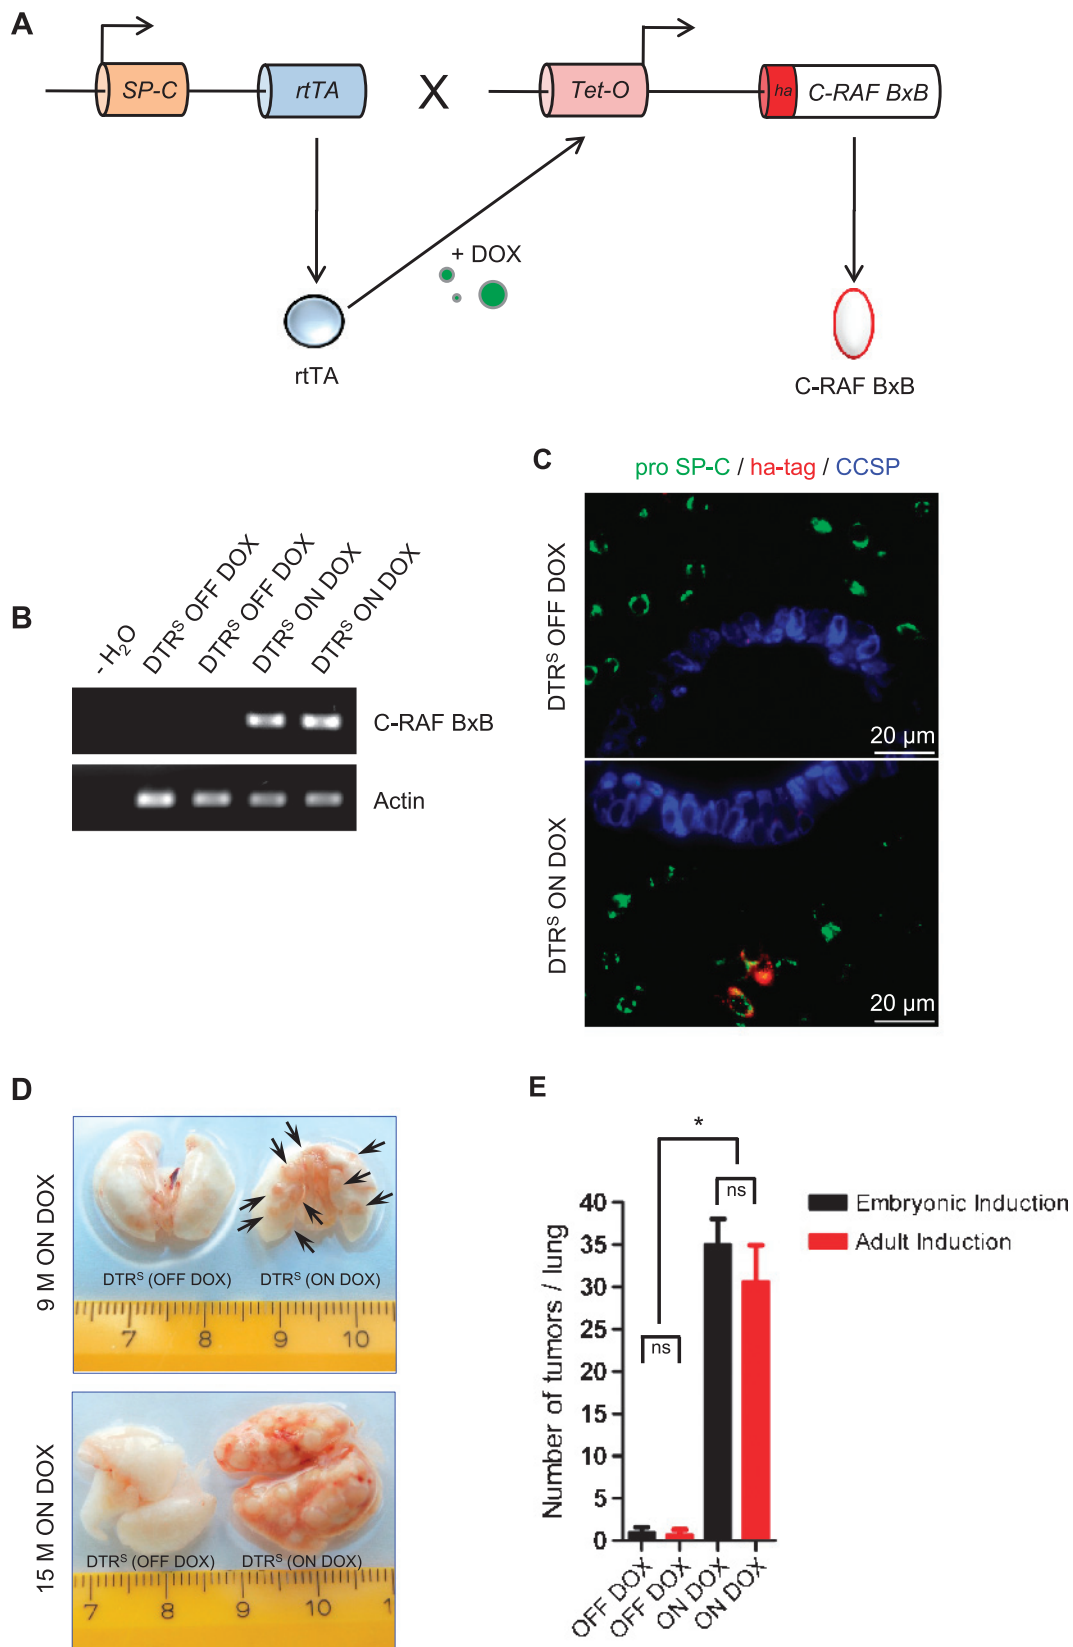 A
SP-C
rtTA
X
Tet-O
ha
C-RAF BxB
+ DOX
rtTA
C-RAF BxB
B
- H₂O
DTRˢ OFF DOX
DTRˢ OFF DOX
DTRˢ ON DOX
DTRˢ ON DOX
C-RAF BxB
Actin
C
pro SP-C / ha-tag / CCSP
DTRˢ OFF DOX
20 µm
DTRˢ ON DOX
20 µm
D
9 M ON DOX
DTRˢ (OFF DOX)
DTRˢ (ON DOX)
7 8 9 10
15 M ON DOX
DTRˢ (OFF DOX)
DTRˢ (ON DOX)
7 8 9 10 1
E
*
ns
ns
Embryonic Induction
Adult Induction
Number of tumors / lung
40
35
30
25
20
15
10
5
0
OFF DOX
OFF DOX
ON DOX
ON DOX